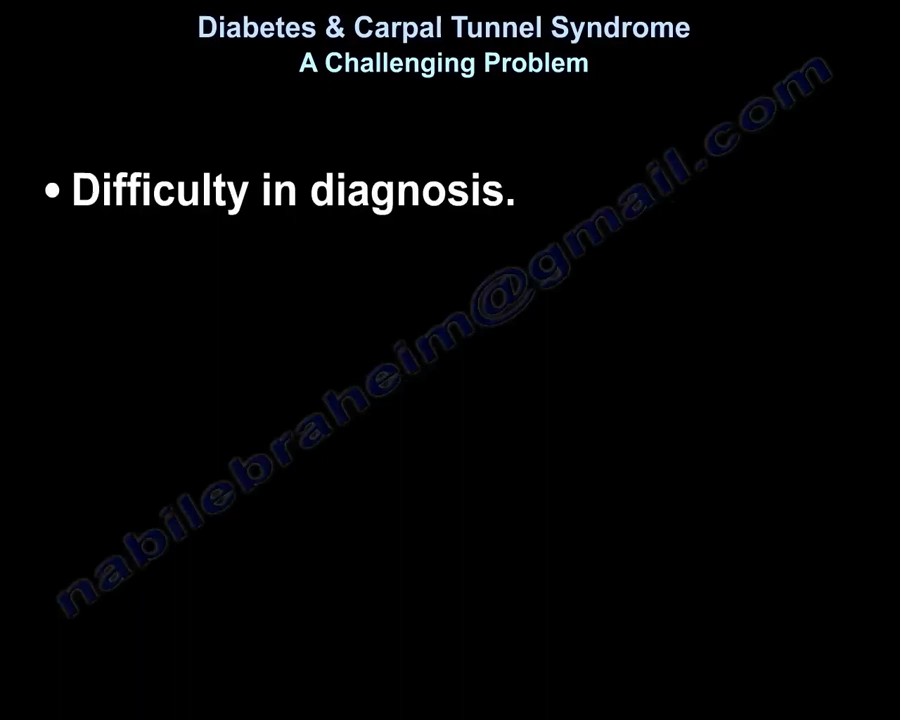 Diabetes & Carpal Tunnel Syndrome
A Challenging Problem
• Difficulty in diagnosis.
nabilebraheim@gmail.com